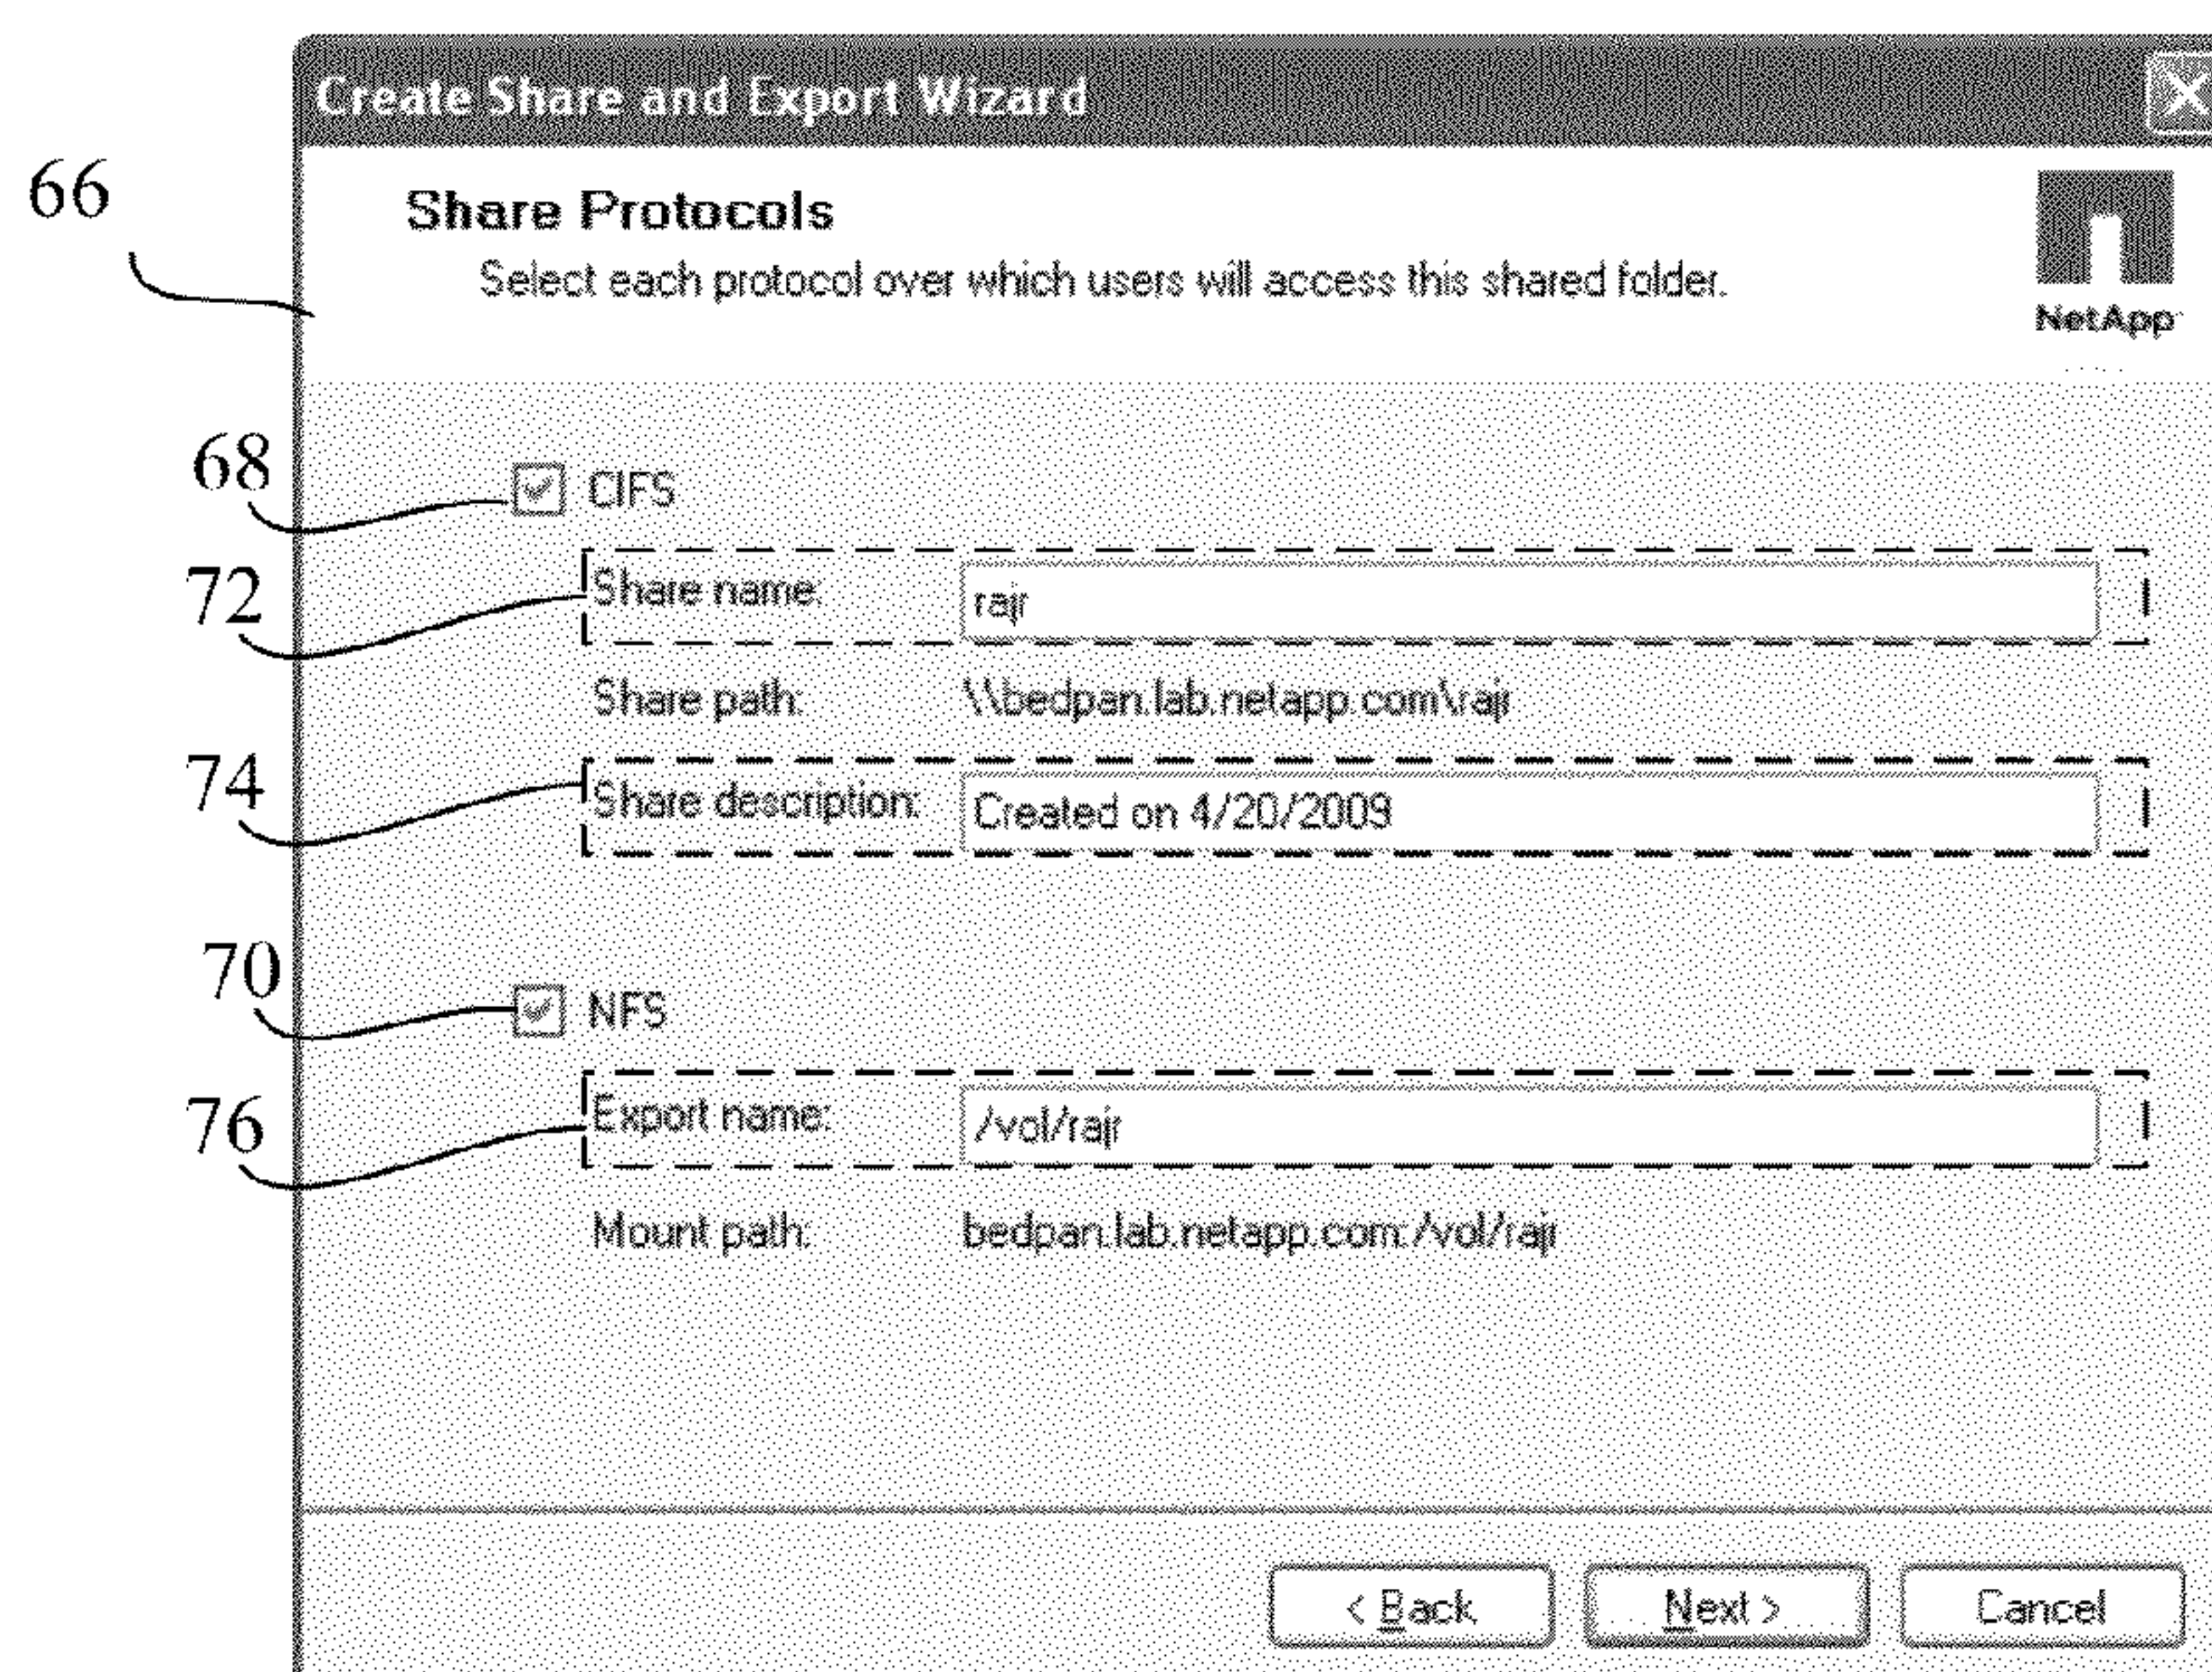 Create Share and Export Wizard
66
Share Protocols
Select each protocol over which users will access this shared folder.
NetApp
68
CIFS
72
Share name:
rajr
Share path:
\\bedpan.lab.netapp.com\rajr
74
Share description:
Created on 4/20/2009
70
NFS
76
Export name:
/vol/rajr
Mount path:
bedpan.lab.netapp.com:/vol/rajr
< Back
Next >
Cancel